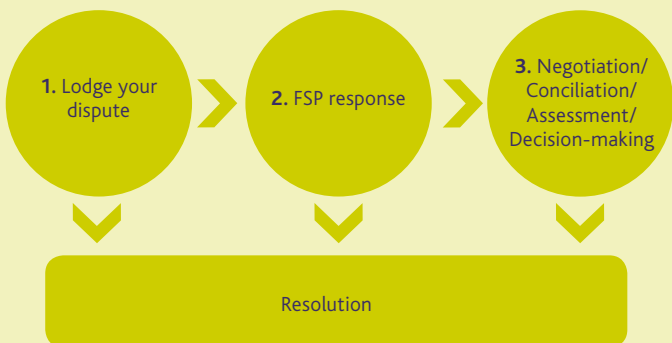 1. Lodge your
dispute
2. FSP response
3. Negotiation/
Conciliation/
Assessment/
Decision-making
Resolution